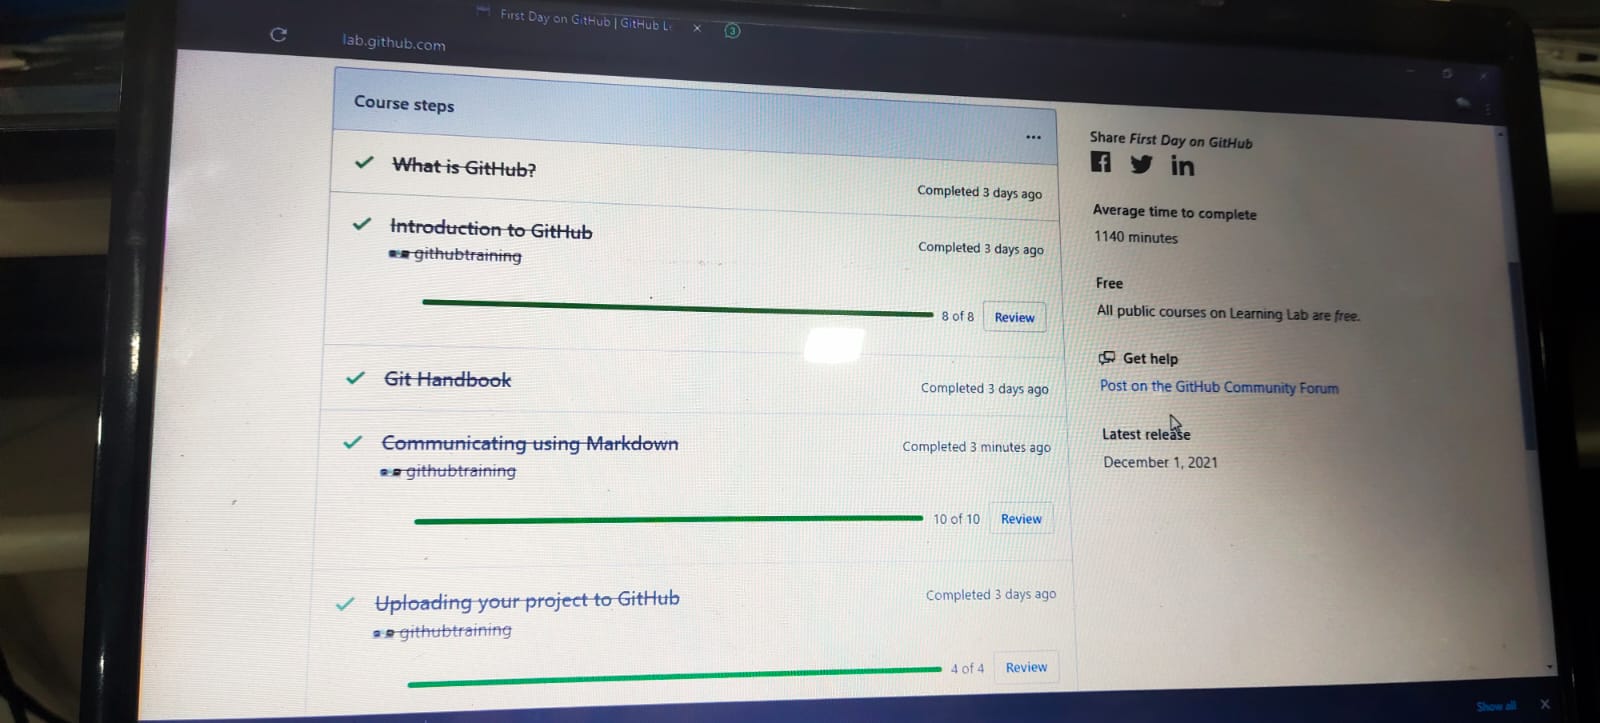 First Day on GitHub | GitHub L
3
lab.github.com
Course steps
What is GitHub?
Completed 3 days ago
Introduction to GitHub
Completed 3 days ago
githubtraining
8 of 8
Review
Git Handbook
Completed 3 days ago
Communicating using Markdown
Completed 3 minutes ago
githubtraining
10 of 10
Review
Uploading your project to GitHub
Completed 3 days ago
githubtraining
4 of 4
Review
Share First Day on GitHub
Average time to complete
1140 minutes
Free
All public courses on Learning Lab are free.
Get help
Post on the GitHub Community Forum
Latest release
December 1, 2021
Show all